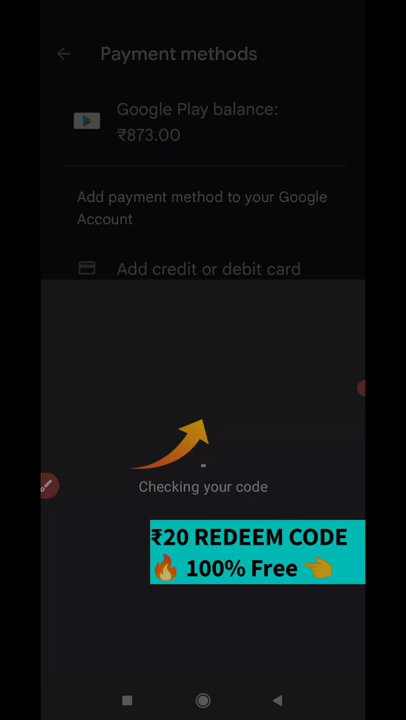 Payment methods
Google Play balance:
₹873.00
Add payment method to your Google
Account
Add credit or debit card
Checking your code
₹20 REDEEM CODE
🔥 100% Free 👈